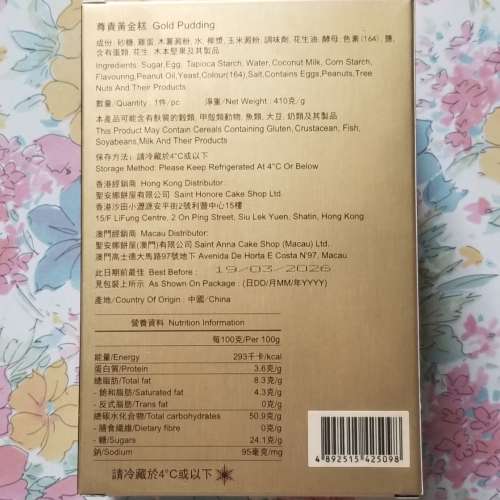 尊貴黃金糕 Gold Pudding
成份: 砂糖, 雞蛋, 木薯澱粉, 水, 椰漿, 玉米澱粉, 調味劑, 花生油, 酵母, 色素(164), 鹽,
含有蛋類, 花生, 木本堅果及其製品
Ingredients: Sugar,Egg, Tapioca Starch, Water,Coconut Milk, Corn Starch,
Flavouring,Peanut Oil,Yeast,Colour(164),Salt,Contains Eggs,Peanuts,Tree
Nuts And Their Products
數量/Quantity : 1件/pc 淨重/Net Weight : 410克/g
本產品可能含有麩質的穀類, 甲殼類動物, 魚類, 大豆, 奶類及其製品
This Product May Contain Cereals Containing Gluten, Crustacean, Fish,
Soyabeans,Milk And Their Products
保存方法: 請冷藏於4°C或以下
Storage Method: Please Keep Refrigerated At 4°C Or Below
香港經銷商 : Hong Kong Distributor :
聖安娜餅屋有限公司 Saint Honore Cake Shop Ltd.
香港沙田小瀝源安平街2號利豐中心15樓
15/F LiFung Centre, 2 On Ping Street, Siu Lek Yuen, Shatin, Hong Kong
澳門經銷商 : Macau Distributor:
聖安娜餅屋(澳門)有限公司 Saint Anna Cake Shop (Macau) Ltd.
澳門高士德大馬路97號地下 Avenida De Horta E Costa N'97, Macau
此日期前最佳 Best Before : 19/03/2026
見包裝上所示 As Shown On Package : (日DD/月MM/年YYYY)
產地/Country Of Origin : 中國/China
營養資料 Nutrition Information
每100克/Per 100g
能量/Energy 293千卡/kcal
蛋白質/Protein 3.6克/g
總脂肪/Total fat 8.3克/g
- 飽和脂肪/Saturated fat 4.3克/g
- 反式脂肪/Trans fat 0克/g
總碳水化合物/Total carbohydrates 50.9克/g
- 膳食纖維/Dietary fibre 0克/g
- 糖/Sugars 24.1克/g
鈉/Sodium 95毫克/mg
請冷藏於4°C或以下
4 892515 425098